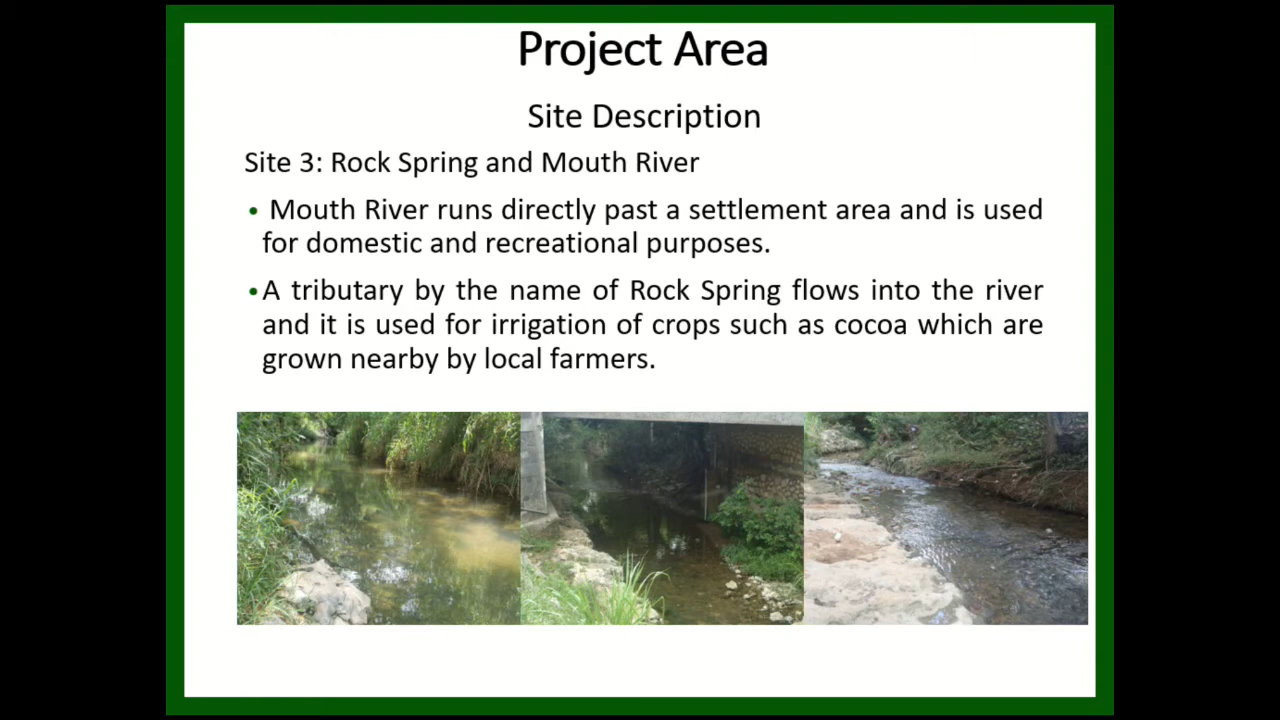 Project Area
Site Description
Site 3: Rock Spring and Mouth River
• Mouth River runs directly past a settlement area and is used
for domestic and recreational purposes.
• A tributary by the name of Rock Spring flows into the river
and it is used for irrigation of crops such as cocoa which are
grown nearby by local farmers.